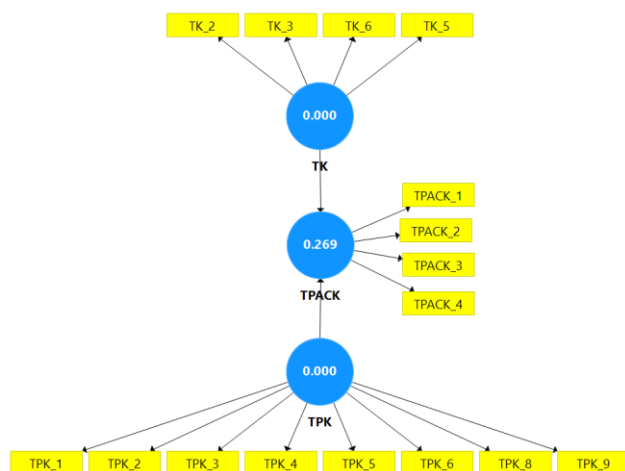 TK_2 TK_3 TK_6 TK_5
0.000
TK
TPACK_1
TPACK_2
0.269
TPACK_3
TPACK
TPACK_4
0.000
TPK
TPK_1 TPK_2 TPK_3 TPK_4 TPK_5 TPK_6 TPK_8 TPK_9